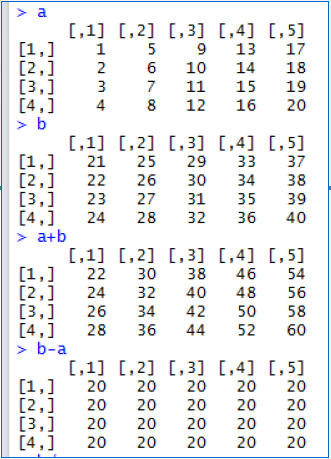 > a
     [,1] [,2] [,3] [,4] [,5]
[1,]    1    5    9   13   17
[2,]    2    6   10   14   18
[3,]    3    7   11   15   19
[4,]    4    8   12   16   20
> b
     [,1] [,2] [,3] [,4] [,5]
[1,]   21   25   29   33   37
[2,]   22   26   30   34   38
[3,]   23   27   31   35   39
[4,]   24   28   32   36   40
> a+b
     [,1] [,2] [,3] [,4] [,5]
[1,]   22   30   38   46   54
[2,]   24   32   40   48   56
[3,]   26   34   42   50   58
[4,]   28   36   44   52   60
> b-a
     [,1] [,2] [,3] [,4] [,5]
[1,]   20   20   20   20   20
[2,]   20   20   20   20   20
[3,]   20   20   20   20   20
[4,]   20   20   20   20   20